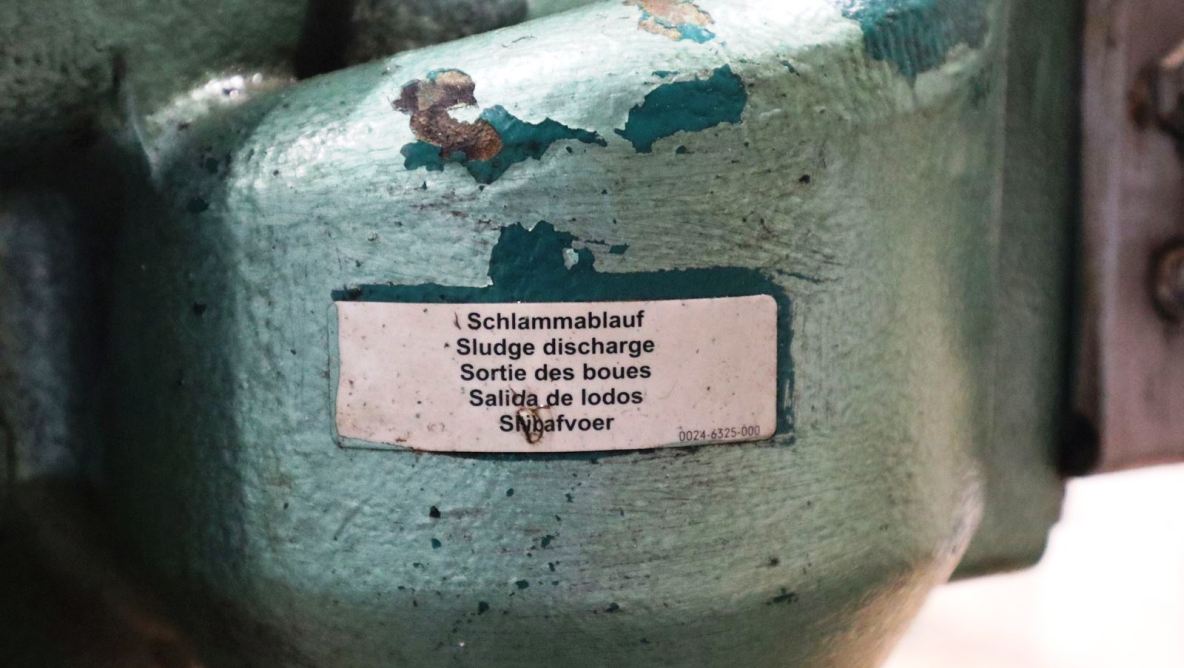 Schlammablauf
Sludge discharge
Sortie des boues
Salida de lodos
Slibafvoer
0024-6325-000